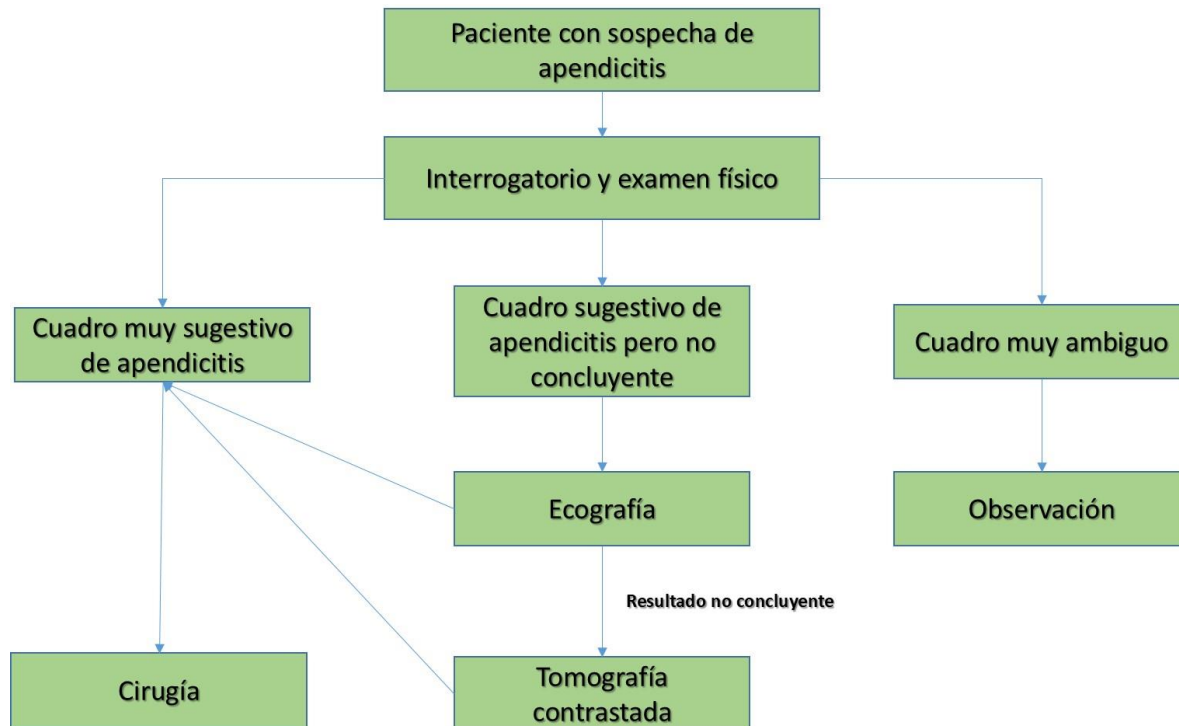 Paciente con sospecha de
apendicitis
Interrogatorio y examen físico
Cuadro muy sugestivo
de apendicitis
Cuadro sugestivo de
apendicitis pero no
concluyente
Cuadro muy ambiguo
Ecografía
Observación
Resultado no concluyente
Cirugía
Tomografía
contrastada